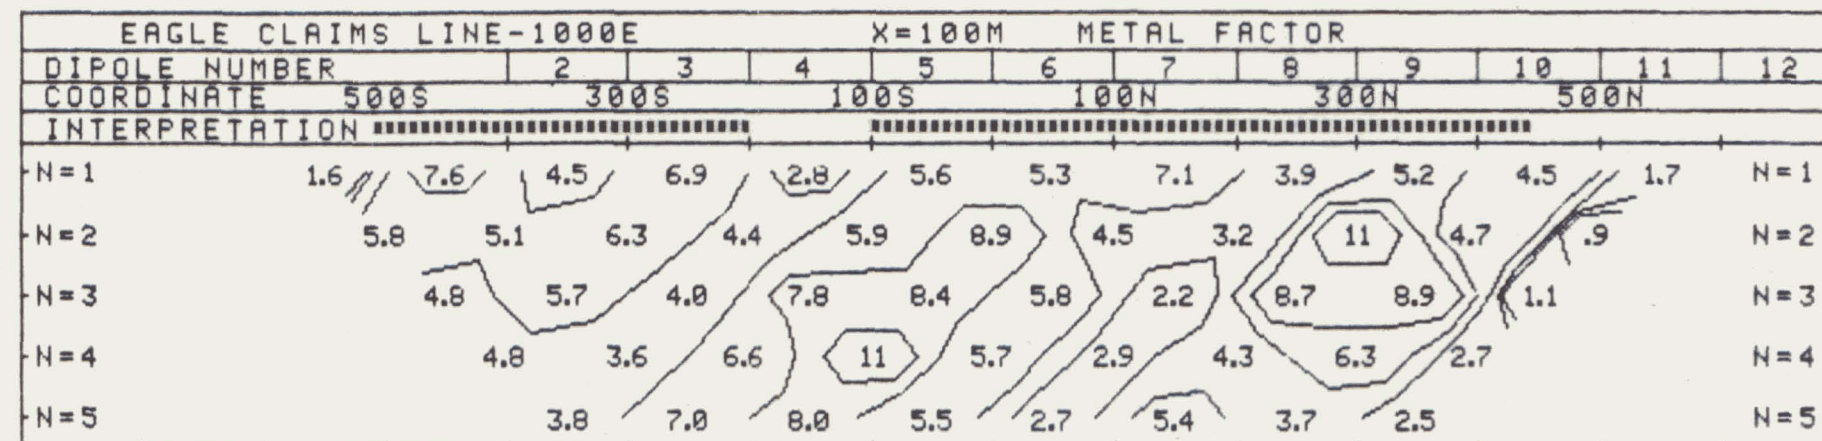 EAGLE CLAIMS LINE-1000E X=100M METAL FACTOR
DIPOLE NUMBER 2 3 4 5 6 7 8 9 10 11 12
COORDINATE 500S 300S 100S 100N 300N 500N
INTERPRETATION
N=1 1.6 7.6 4.5 6.9 2.8 5.6 5.3 7.1 3.9 5.2 4.5 1.7 N=1
N=2 5.8 5.1 6.3 4.4 5.9 8.9 4.5 3.2 11 4.7 .9 N=2
N=3 4.8 5.7 4.0 7.8 8.4 5.8 2.2 8.7 8.9 1.1 N=3
N=4 4.8 3.6 6.6 11 5.7 2.9 4.3 6.3 2.7 N=4
N=5 3.8 7.0 8.0 5.5 2.7 5.4 3.7 2.5 N=5